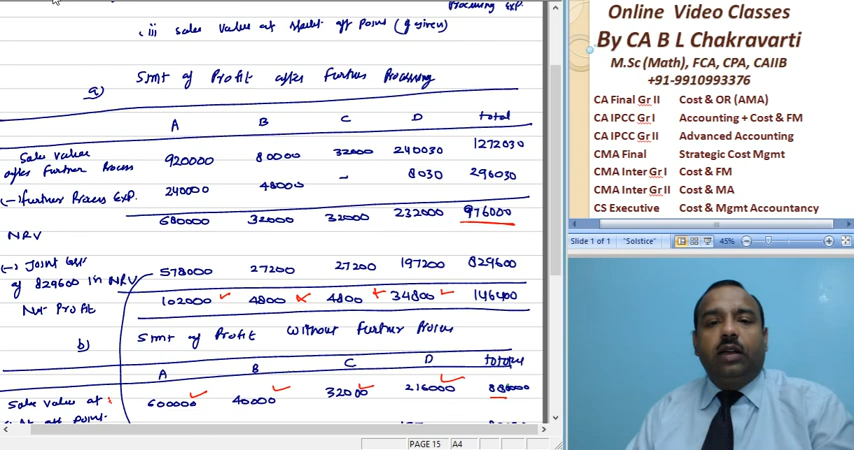 Processing Exp.
iii Sales Value at Split off Point (if given)
a) Stmt of Profit after Further Processing
A B C D total
Sales Value after Further Process 920000 80000 32000 240030 1272030
(-) Further Process Exp. 240000 48000 - 8030 296030
NRV 680000 32000 32000 232000 976000
(-) Joint Cost of 829600 in NRV 578000 27200 27200 197200 829600
Net Profit 102000 4800 4800 34800 146400
b) Stmt of Profit without Further Process
A B C D total
Sales Value at 600000 40000 32000 216000 888000
off point
Online Video Classes
By CA B L Chakravarti
M.Sc (Math), FCA, CPA, CAIIB
+91-9910993376
CA Final Gr II Cost & OR (AMA)
CA IPCC Gr I Accounting + Cost & FM
CA IPCC Gr II Advanced Accounting
CMA Final Strategic Cost Mgmt
CMA Inter Gr I Cost & FM
CMA Inter Gr II Cost & MA
CS Executive Cost & Mgmt Accountancy
Slide 1 of 1 "Solstice" 45%
PAGE 15 A4